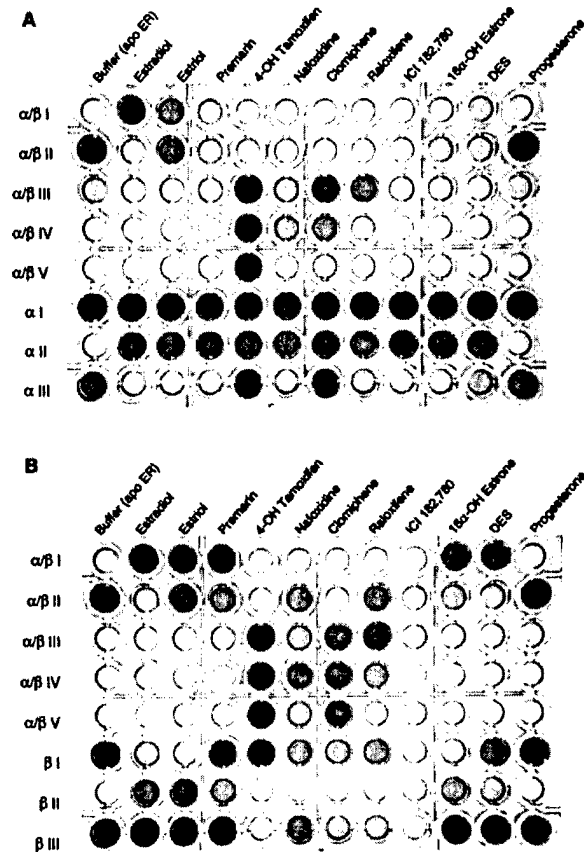 A
Buffer (apo ER)
Estradiol
Estriol
Premarin
4-OH Tamoxifen
Nafoxidine
Clomiphene
Raloxifene
ICI 182,780
16α-OH Estrone
DES
Progesterone
α/β I
α/β II
α/β III
α/β IV
α/β V
α I
α II
α III
B
Buffer (apo ER)
Estradiol
Estriol
Premarin
4-OH Tamoxifen
Nafoxidine
Clomiphene
Raloxifene
ICI 182,780
16α-OH Estrone
DES
Progesterone
α/β I
α/β II
α/β III
α/β IV
α/β V
β I
β II
β III